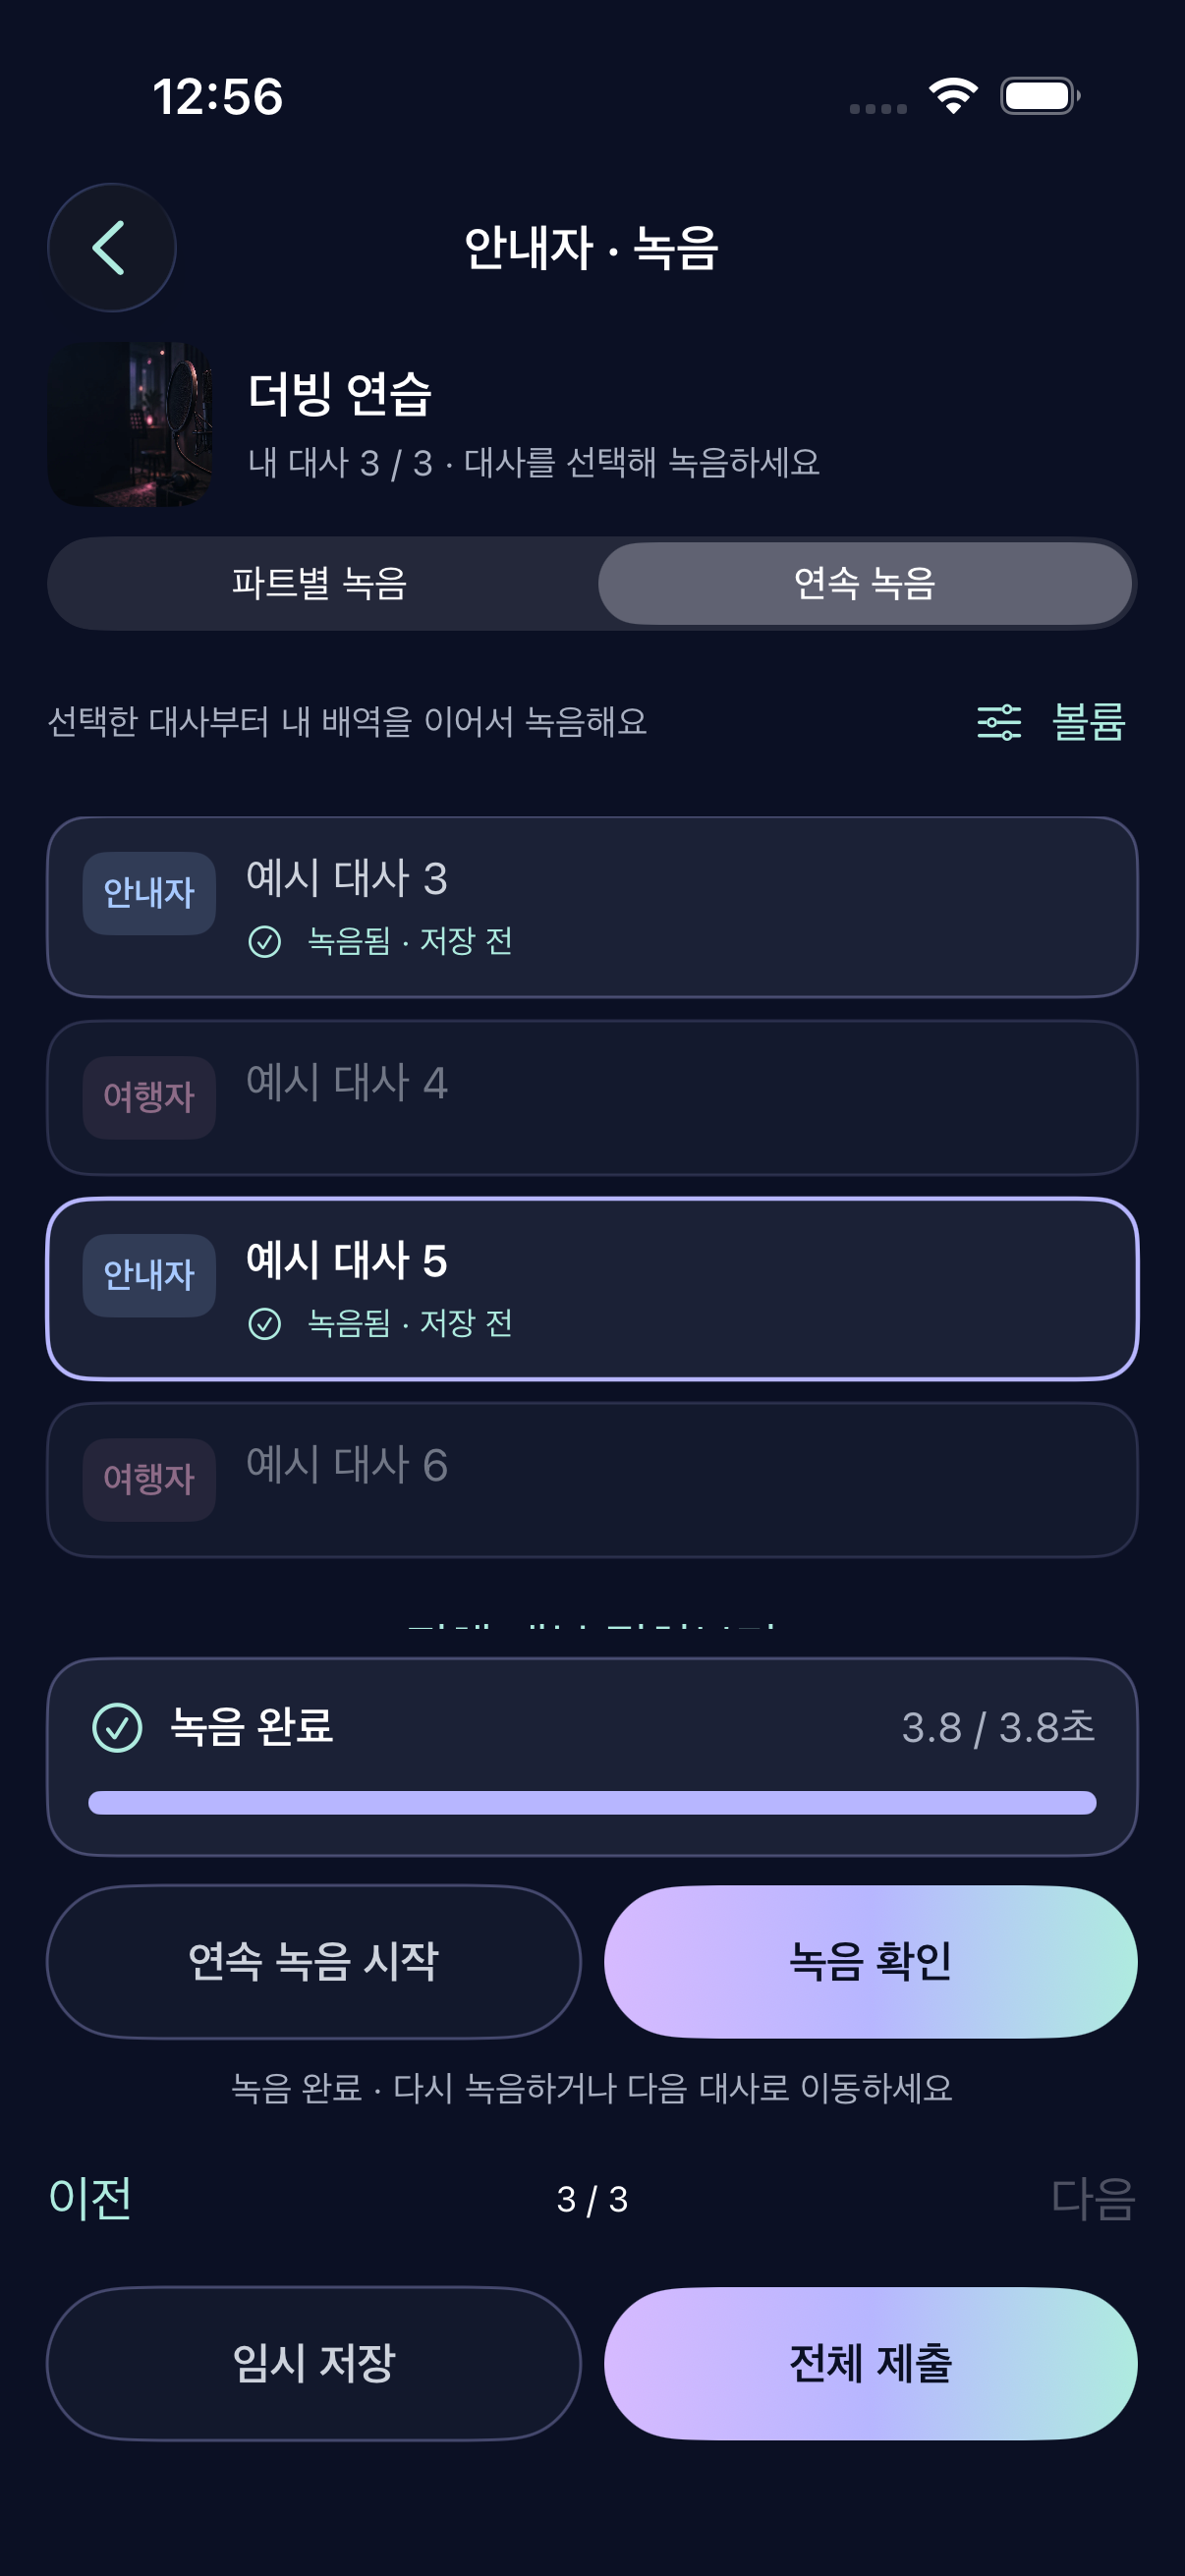 12:56
안내자 · 녹음
더빙 연습
내 대사 3 / 3 · 대사를 선택해 녹음하세요
파트별 녹음
연속 녹음
선택한 대사부터 내 배역을 이어서 녹음해요
볼륨
안내자
예시 대사 3
녹음됨 · 저장 전
여행자
예시 대사 4
안내자
예시 대사 5
녹음됨 · 저장 전
여행자
예시 대사 6
녹음 완료
3.8 / 3.8초
연속 녹음 시작
녹음 확인
녹음 완료 · 다시 녹음하거나 다음 대사로 이동하세요
이전
3 / 3
다음
임시 저장
전체 제출